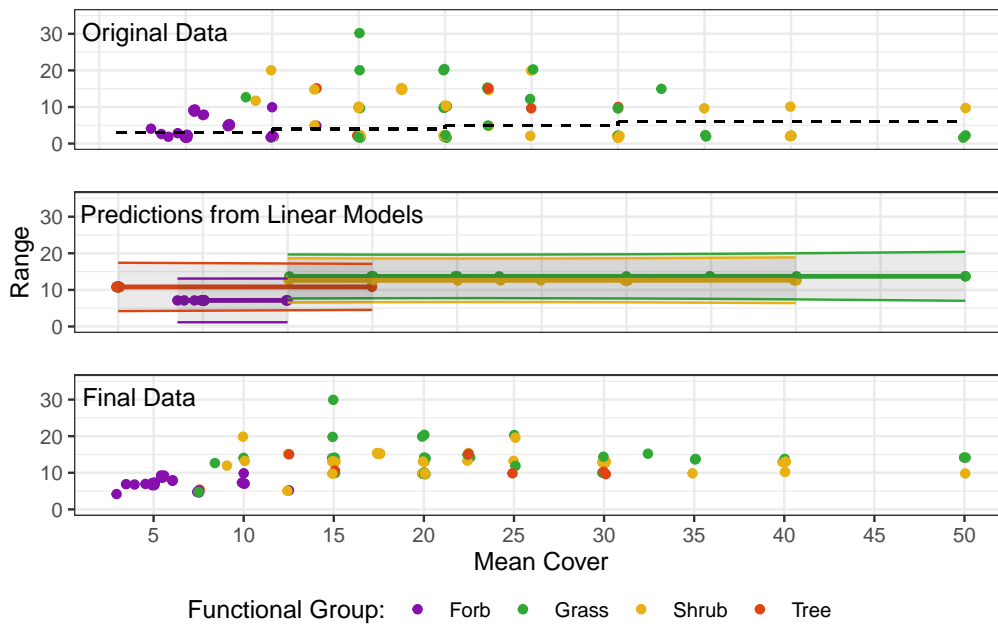 Original Data
30
20
10
0
Predictions from Linear Models
30
20
10
0
Range
Final Data
30
20
10
0
5 10 15 20 25 30 35 40 45 50
Mean Cover
Functional Group: Forb Grass Shrub Tree